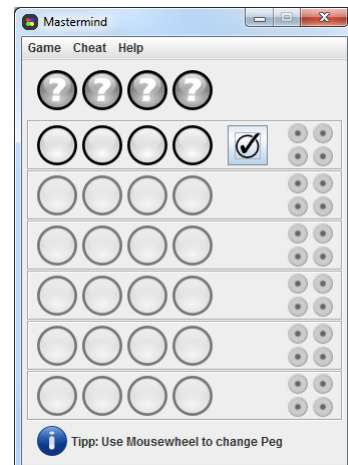 Mastermind
Game Cheat Help
? ? ? ?
Tipp: Use Mousewheel to change Peg